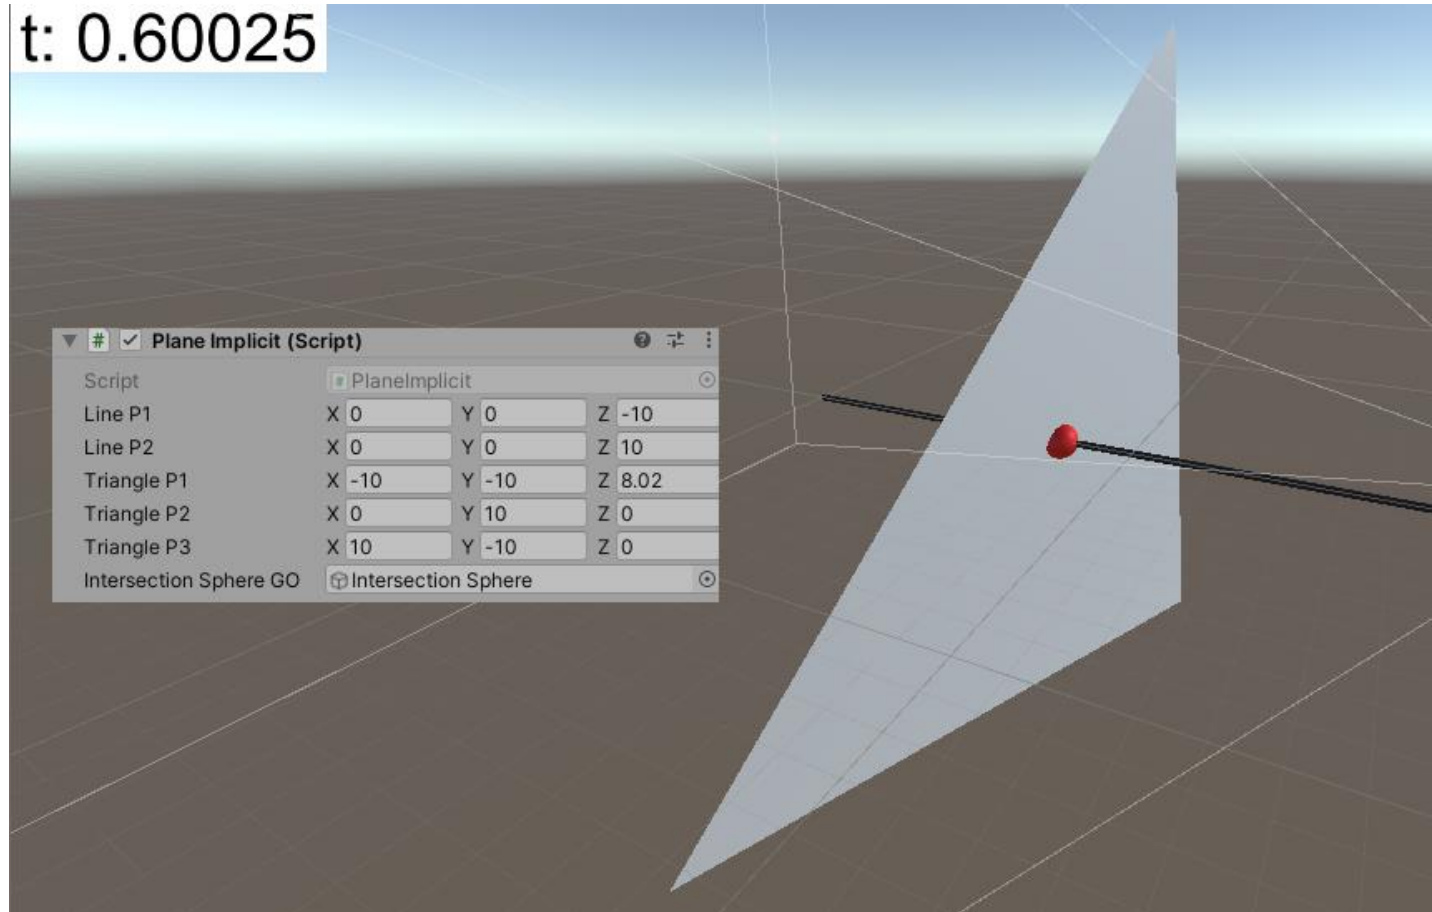 t: 0.60025
# Plane Implicit (Script)
Script # PlaneImplicit
Line P1 X 0 Y 0 Z -10
Line P2 X 0 Y 0 Z 10
Triangle P1 X -10 Y -10 Z 8.02
Triangle P2 X 0 Y 10 Z 0
Triangle P3 X 10 Y -10 Z 0
Intersection Sphere GO Intersection Sphere